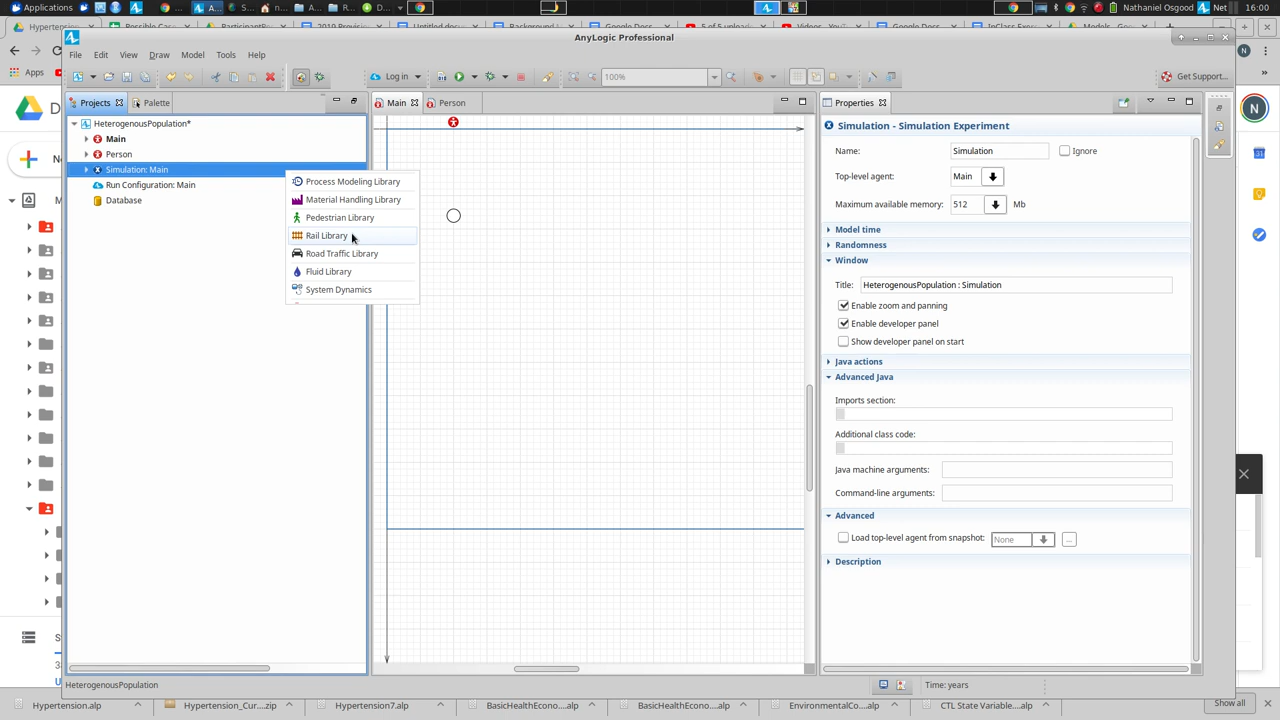 Applications
Nathaniel Osgood
Net
16:00
AnyLogic Professional
File Edit View Draw Model Tools Help
Log in
100%
Get Support...
Apps
Projects
Palette
Main
Person
Properties
HeterogenousPopulation*
Main
Person
Simulation: Main
Run Configuration: Main
Database
Process Modeling Library
Material Handling Library
Pedestrian Library
Rail Library
Road Traffic Library
Fluid Library
System Dynamics
Simulation - Simulation Experiment
Name: Simulation Ignore
Top-level agent: Main
Maximum available memory: 512 Mb
Model time
Randomness
Window
Title: HeterogenousPopulation : Simulation
Enable zoom and panning
Enable developer panel
Show developer panel on start
Java actions
Advanced Java
Imports section:
Additional class code:
Java machine arguments:
Command-line arguments:
Advanced
Load top-level agent from snapshot: None ...
Description
N
N
HeterogenousPopulation
Time: years
Hypertension.alp
Hypertension_Cur....zip
Hypertension7.alp
BasicHealthEcono....alp
BasicHealthEcono....alp
EnvironmentalCo....alp
CTL State Variable....alp
Show all